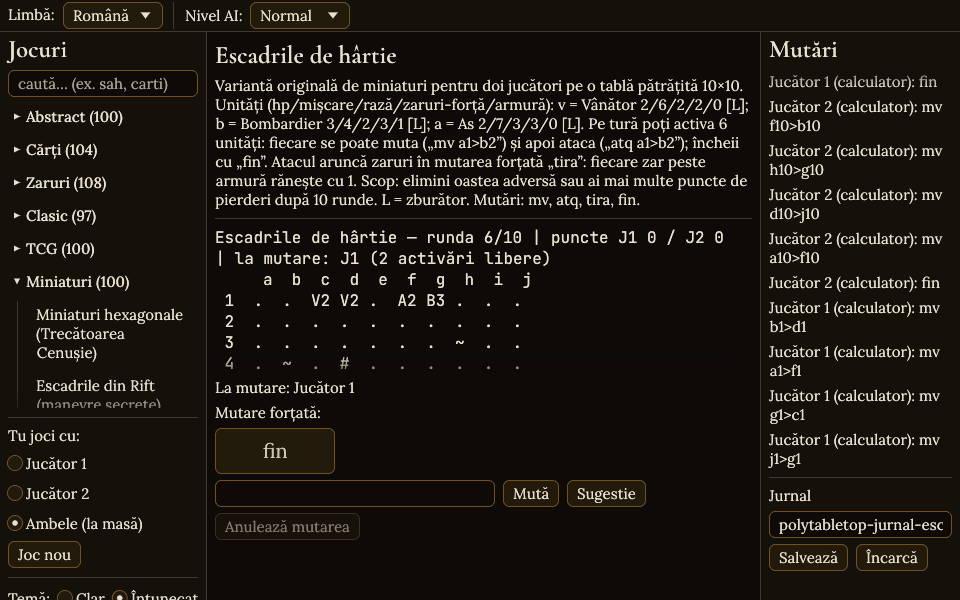 Limbă: Română ▼ Nivel AI: Normal ▼
Jocuri
caută... (ex. sah, carti)
▸ Abstract (100)
▸ Cărți (104)
▸ Zaruri (108)
▸ Clasic (97)
▸ TCG (100)
▾ Miniaturi (100)
Miniaturi hexagonale
(Trecătoarea
Cenușie)
Escadrile din Rift
(manevre secrete)
Tu joci cu:
Jucător 1
Jucător 2
Ambele (la masă)
Joc nou
Temă: Clar Întunecat
Escadrile de hârtie
Variantă originală de miniaturi pentru doi jucători pe o tablă pătrățită 10×10.
Unități (hp/mișcare/rază/zaruri-forță/armură): v = Vânător 2/6/2/2/0 [L];
b = Bombardier 3/4/2/3/1 [L]; a = As 2/7/3/3/0 [L]. Pe tură poți activa 6
unități: fiecare se poate muta („mv a1>b2”) și apoi ataca („atq a1>b2”); încheii
cu „fin”. Atacul aruncă zaruri în mutarea forțată „tira”: fiecare zar peste
armură rănește cu 1. Scop: elimini oastea adversă sau ai mai multe puncte de
pierderi după 10 runde. L = zburător. Mutări: mv, atq, tira, fin.
Escadrile de hârtie — runda 6/10 | puncte J1 0 / J2 0
| la mutare: J1 (2 activări libere)
a b c d e f g h i j
1 . . V2 V2 . A2 B3 . . .
2 . . . . . . . . . .
3 . . . . . . . ~ . .
4 . ~ . # . . . . . .
La mutare: Jucător 1
Mutare forțată:
fin
Mută Sugestie
Anulează mutarea
Mutări
Jucător 1 (calculator): fin
Jucător 2 (calculator): mv
f10>b10
Jucător 2 (calculator): mv
h10>g10
Jucător 2 (calculator): mv
d10>j10
Jucător 2 (calculator): mv
a10>f10
Jucător 2 (calculator): fin
Jucător 1 (calculator): mv
b1>d1
Jucător 1 (calculator): mv
a1>f1
Jucător 1 (calculator): mv
g1>c1
Jucător 1 (calculator): mv
j1>g1
Jurnal
polytabletop-jurnal-esc
Salvează Încarcă